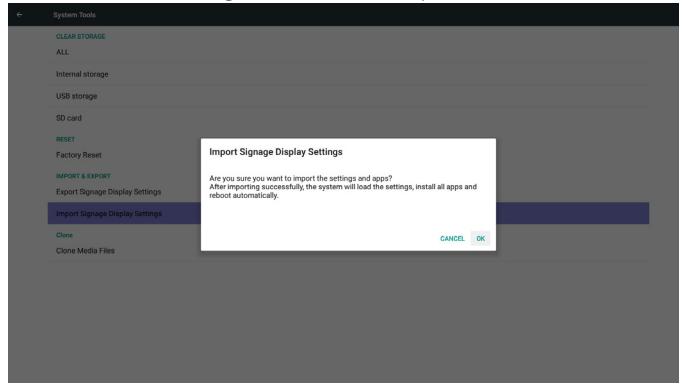 System Tools
CLEAR STORAGE
ALL
Internal storage
USB storage
SD card
RESET
Factory Reset
IMPORT & EXPORT
Export Signage Display Settings
Import Signage Display Settings
Clone
Clone Media Files
Import Signage Display Settings
Are you sure you want to import the settings and apps?
After importing successfully, the system will load the settings, install all apps and
reboot automatically.
CANCEL OK